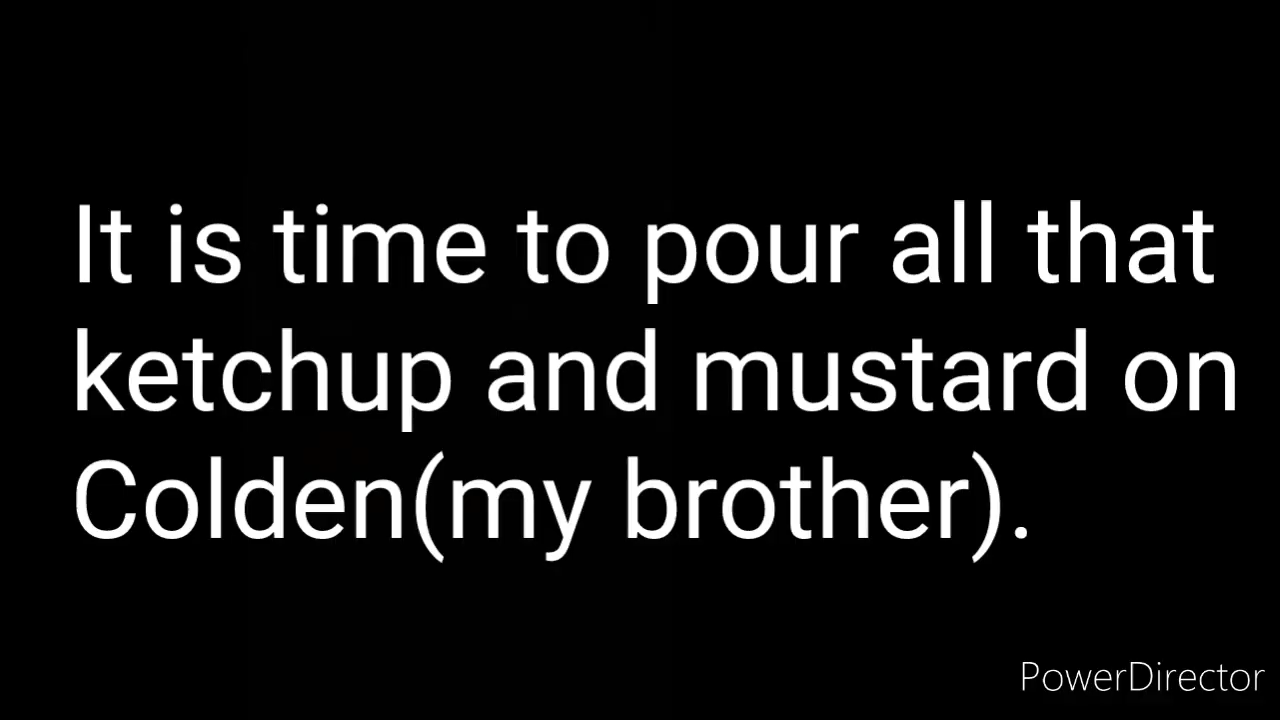 It is time to pour all that
ketchup and mustard on
Colden(my brother).
PowerDirector